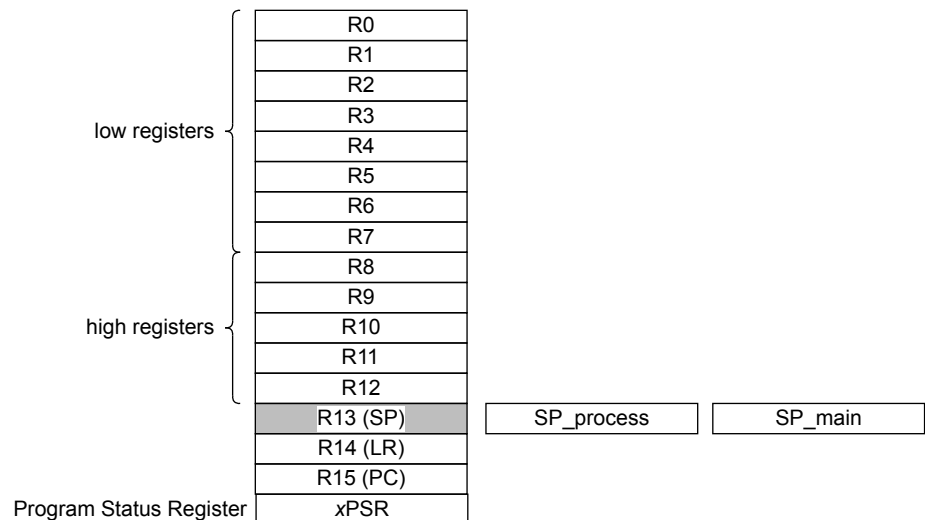 R0
R1
R2
R3
low registers
R4
R5
R6
R7
R8
R9
high registers
R10
R11
R12
R13 (SP) SP_process SP_main
R14 (LR)
R15 (PC)
Program Status Register xPSR